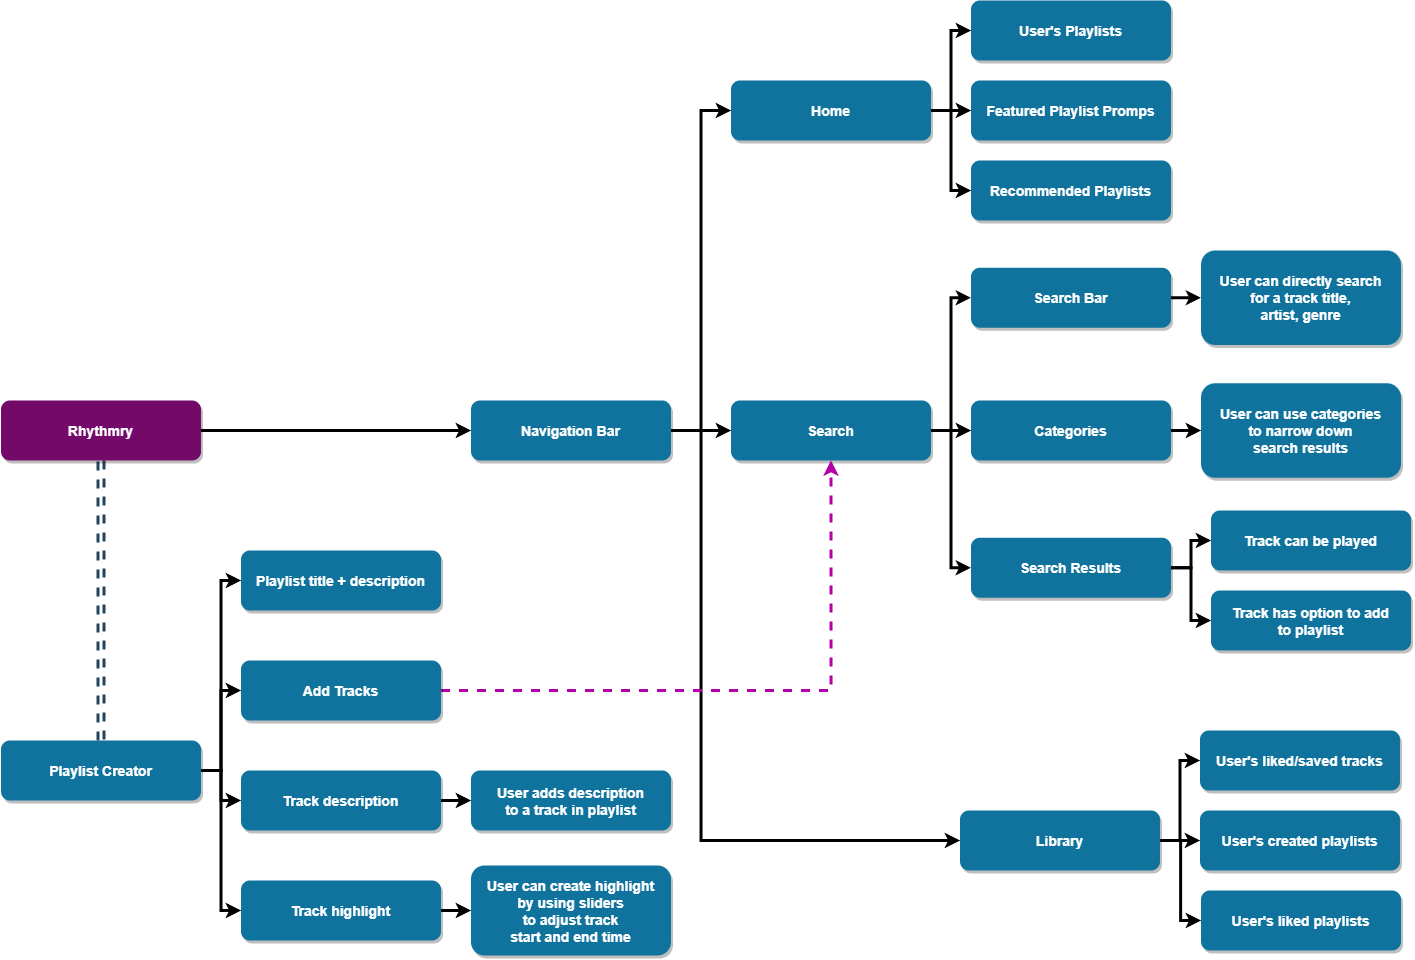 User's Playlists
Home
Featured Playlist Promps
Recommended Playlists
Search Bar
User can directly search
for a track title,
artist, genre
Rhythmry
Navigation Bar
Search
Categories
User can use categories
to narrow down
search results
Search Results
Track can be played
Track has option to add
to playlist
Playlist title + description
Add Tracks
Playlist Creator
Track description
User adds description
to a track in playlist
Track highlight
User can create highlight
by using sliders
to adjust track
start and end time
Library
User's liked/saved tracks
User's created playlists
User's liked playlists